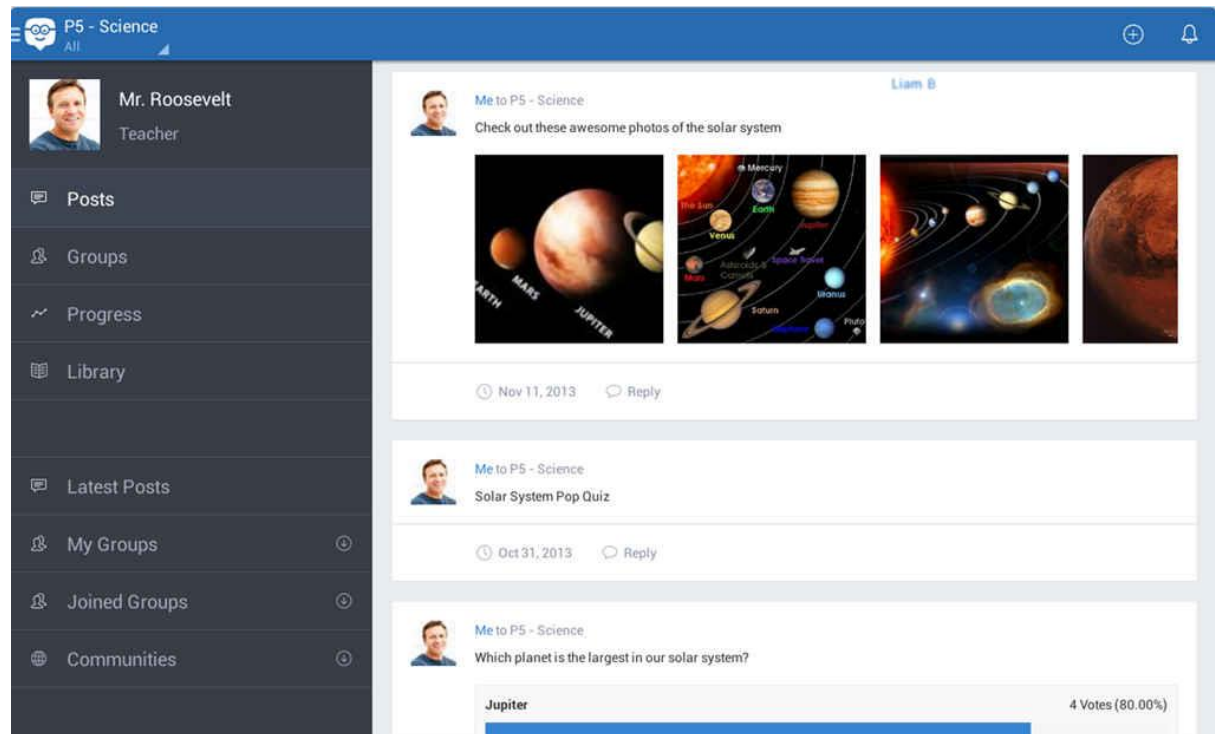 P5 - Science
All
Mr. Roosevelt
Teacher
Posts
Groups
Progress
Library
Latest Posts
My Groups
Joined Groups
Communities
Liam B
Me to P5 - Science
Check out these awesome photos of the solar system
EARTH
MARS
JUPITER
Mercury
The Sun
Earth
Jupiter
Venus
Mars
Asteroids &
Comets
Space Travel
Uranus
Saturn
Neptune
Pluto
Nov 11, 2013 Reply
Me to P5 - Science
Solar System Pop Quiz
Oct 31, 2013 Reply
Me to P5 - Science
Which planet is the largest in our solar system?
Jupiter 4 Votes (80.00%)